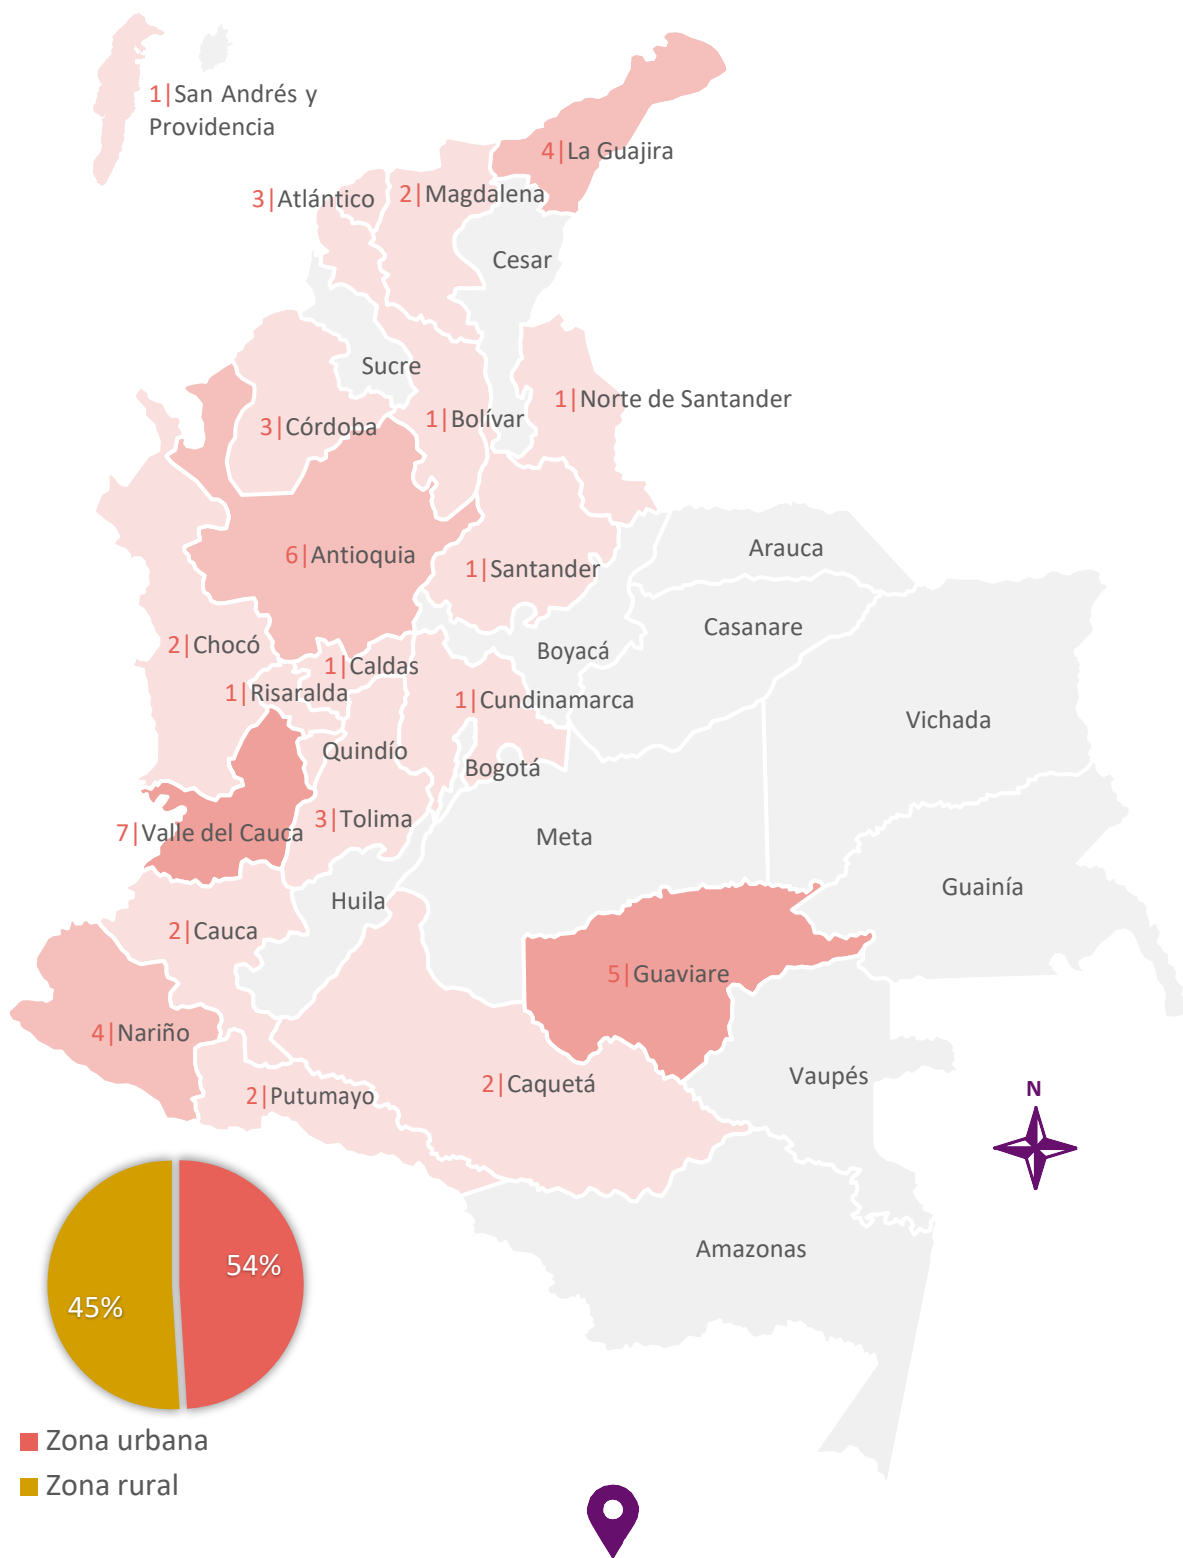 1|San Andrés y
Providencia
4|La Guajira
3|Atlántico
2|Magdalena
Cesar
Sucre
1|Norte de Santander
3|Córdoba
1|Bolívar
6|Antioquia
1|Santander
Arauca
2|Chocó
1|Caldas
Boyacá
Casanare
1|Risaralda
1|Cundinamarca
Vichada
Quindío
Bogotá
3|Tolima
7|Valle del Cauca
Meta
Guainía
Huila
2|Cauca
5|Guaviare
4|Nariño
Vaupés
2|Putumayo
2|Caquetá
N
Amazonas
54%
45%
Zona urbana
Zona rural